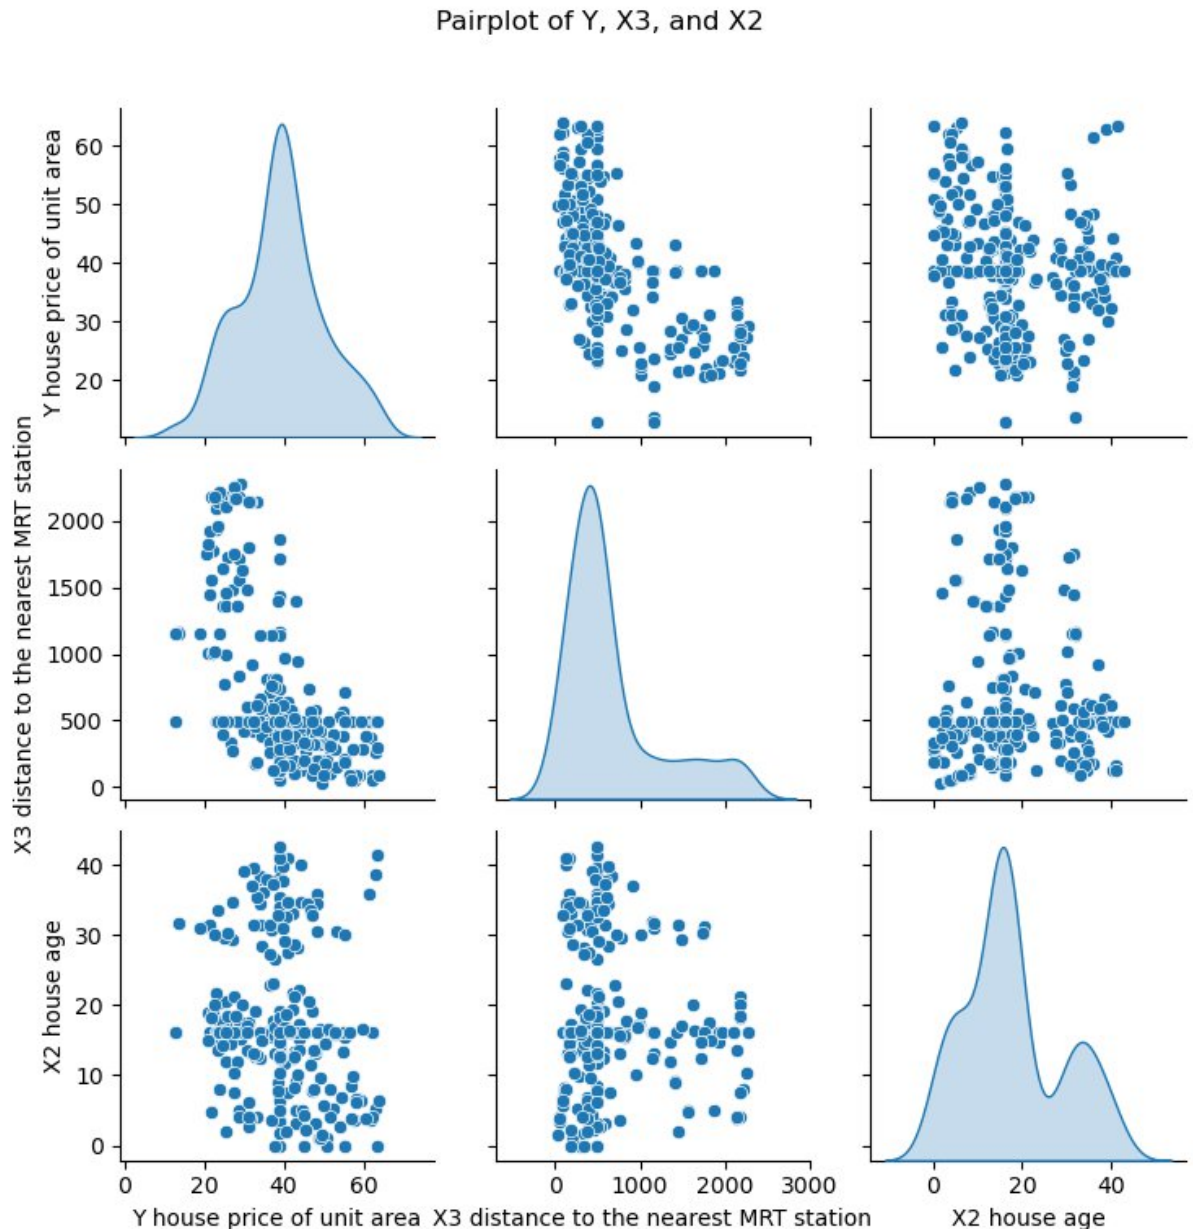 Pairplot of Y, X3, and X2
Y house price of unit area
60
50
40
30
20
X3 distance to the nearest MRT station
2000
1500
1000
500
0
X2 house age
40
30
20
10
0
0 20 40 60
0 1000 2000 3000
0 20 40
Y house price of unit area X3 distance to the nearest MRT station X2 house age